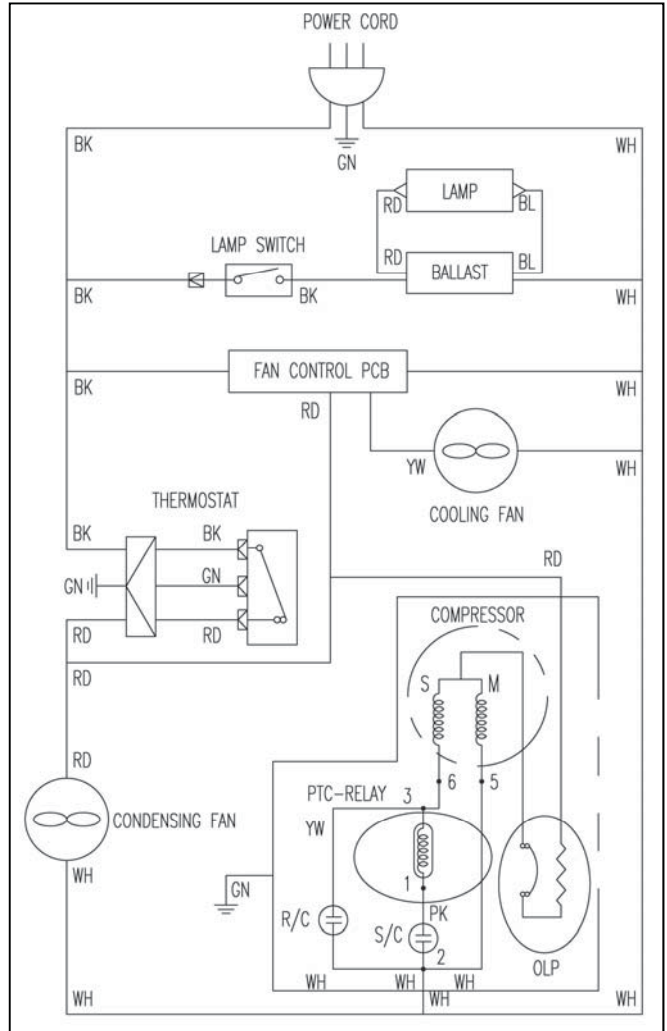 POWER CORD
BK
GN
WH
LAMP
RD
BL
LAMP SWITCH
RD
BALLAST
BL
BK
BK
WH
FAN CONTROL PCB
BK
RD
WH
YW
WH
COOLING FAN
THERMOSTAT
BK
BK
GN
GN
RD
RD
RD
RD
COMPRESSOR
S
M
RD
6
5
PTC-RELAY
3
CONDENSING FAN
YW
WH
1
GN
R/C
PK
S/C
2
OLP
WH
WH
WH
WH
WH
WH